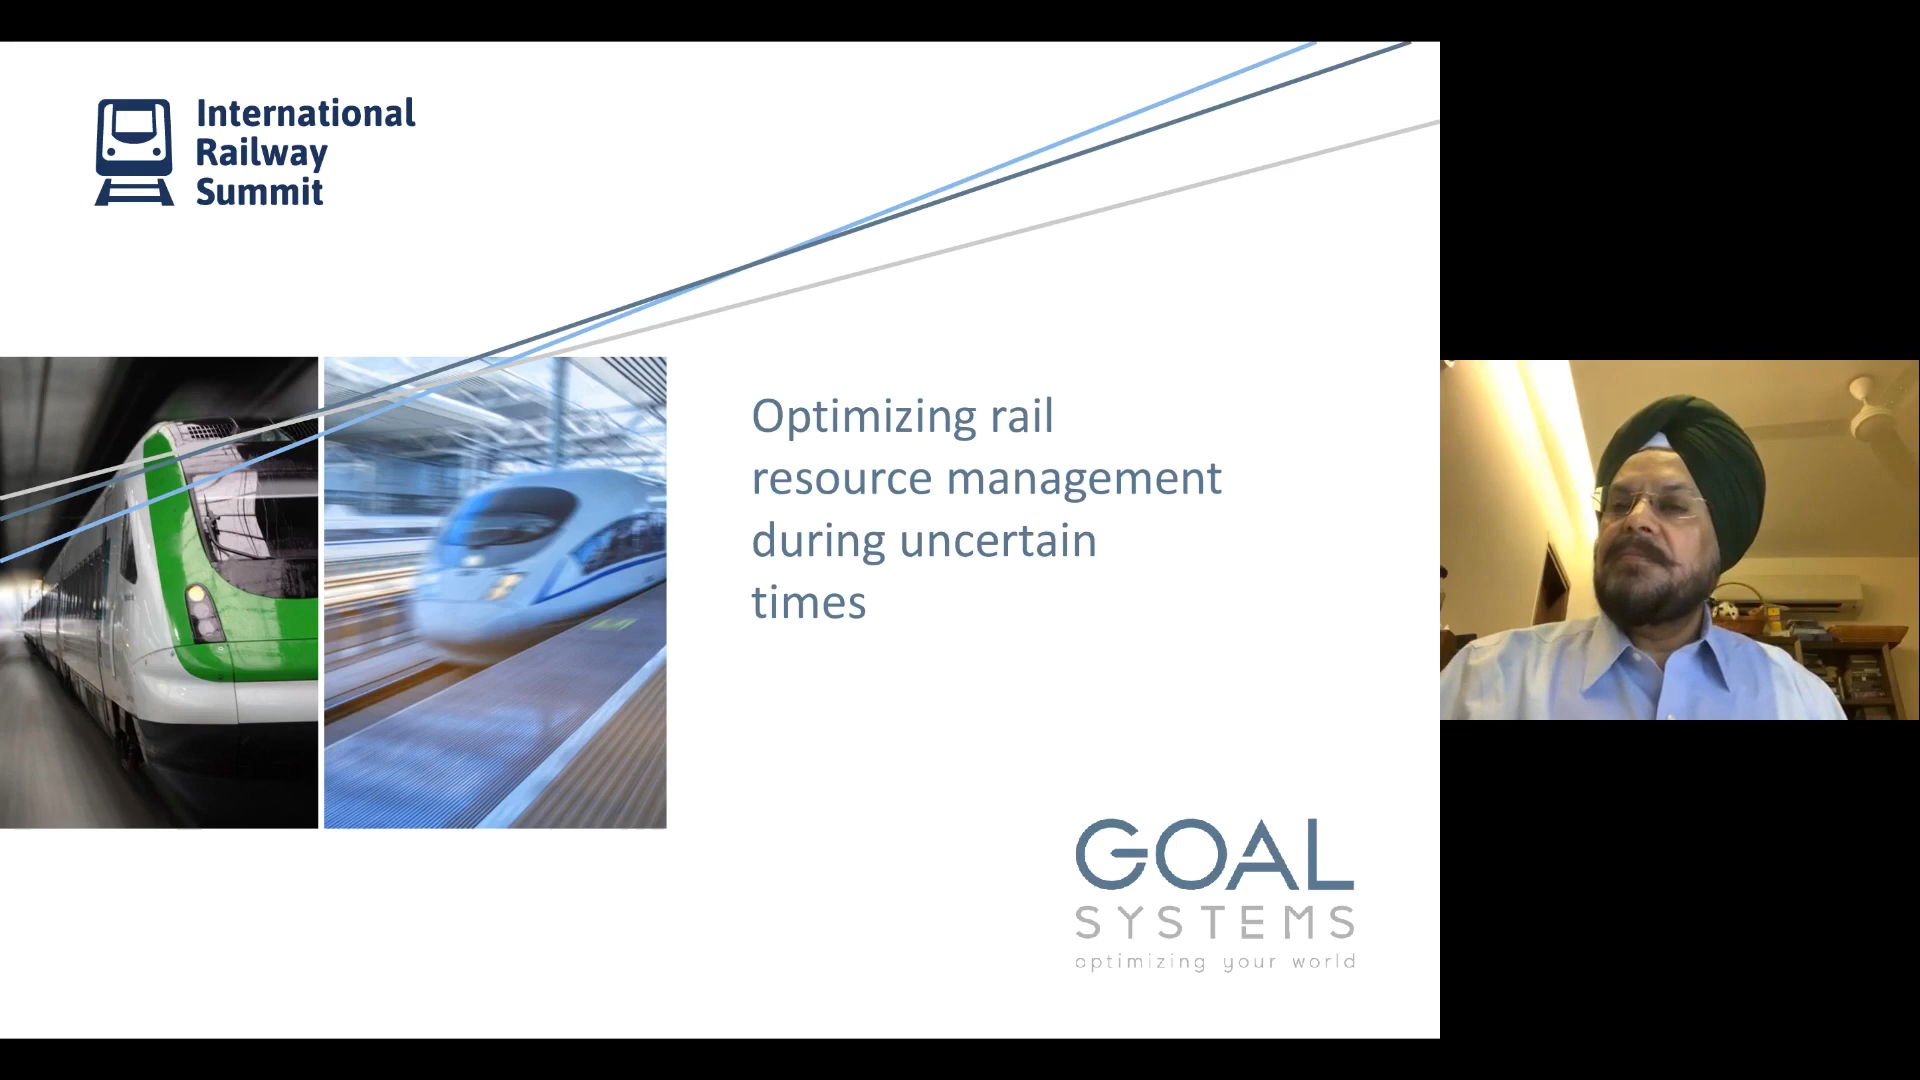 International
Railway
Summit
Optimizing rail
resource management
during uncertain
times
GOAL
SYSTEMS
optimizing your world